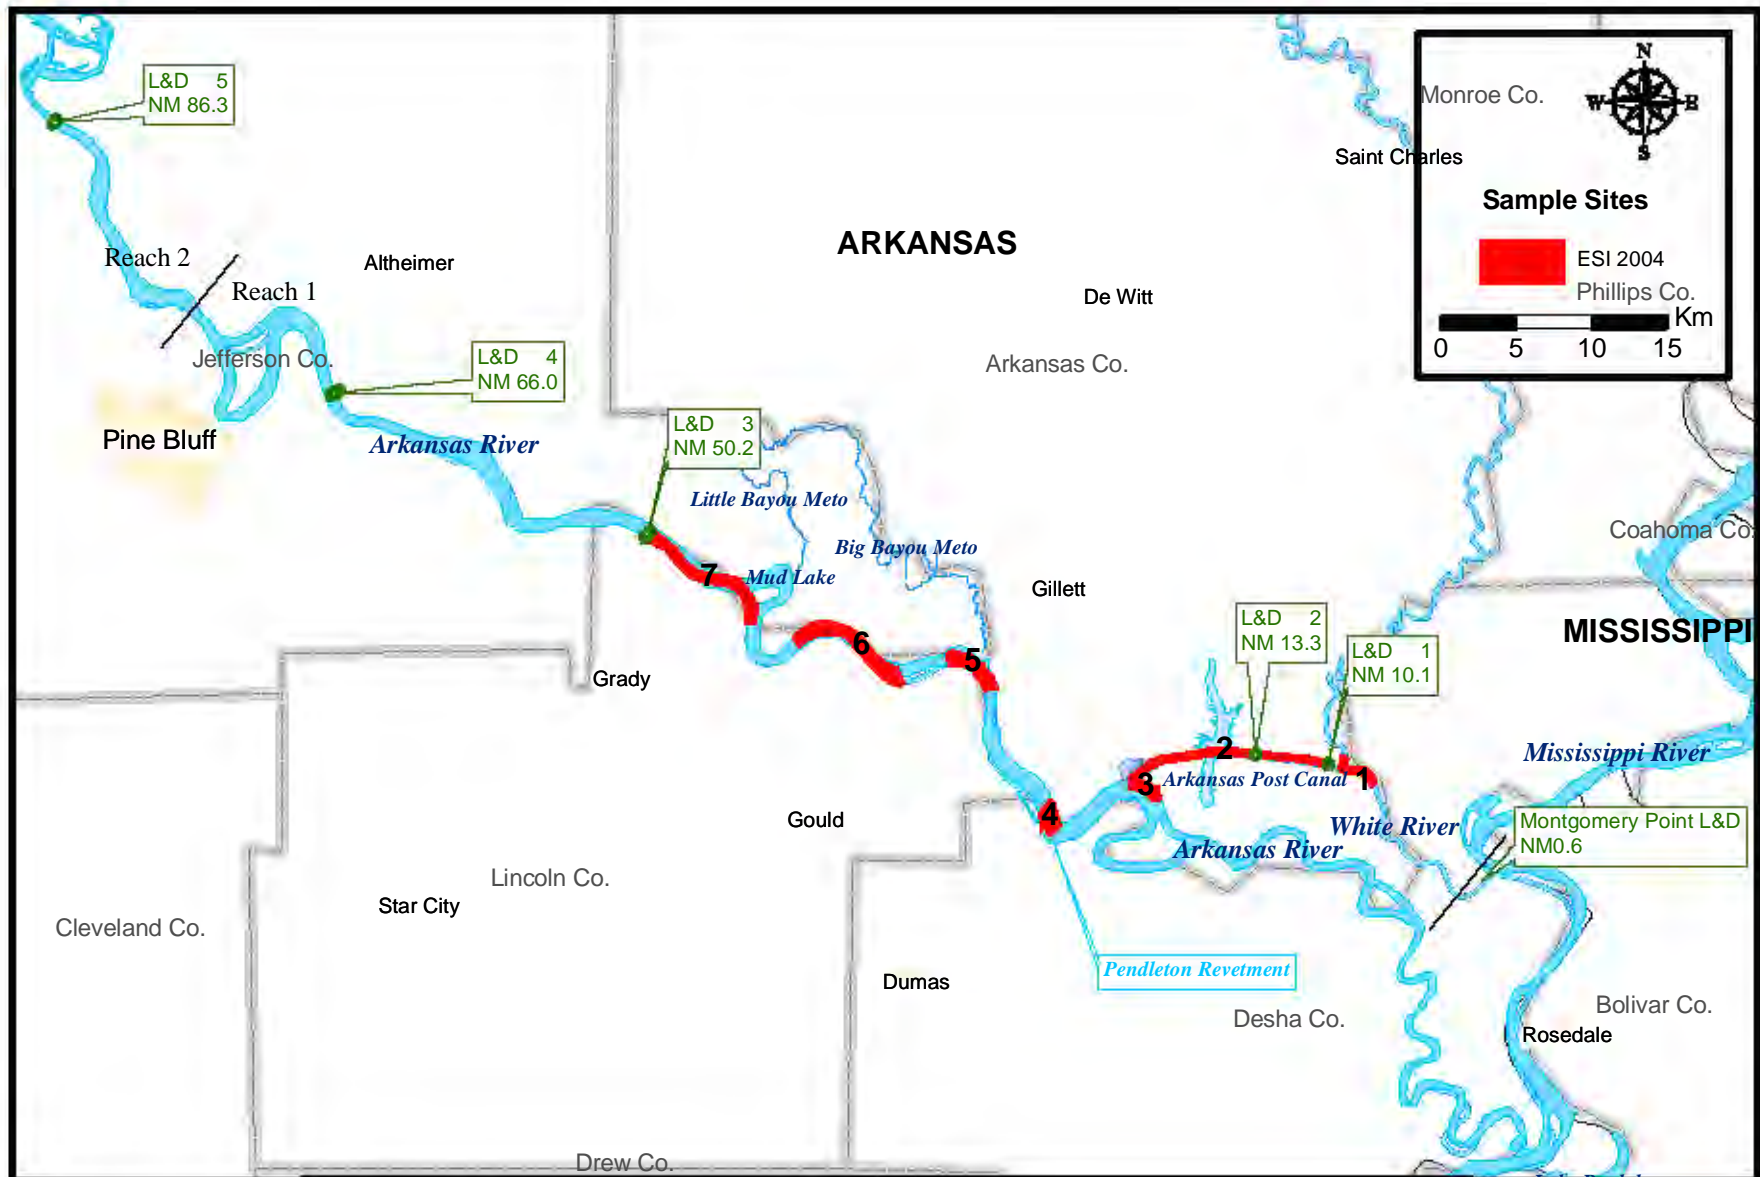 L&D 5
NM 86.3
N
W E
S
Monroe Co.
Saint Charles
Sample Sites
ESI 2004
Phillips Co.
Km
0 5 10 15
ARKANSAS
Reach 2
Reach 1
Altheimer
De Witt
Jefferson Co.
L&D 4
NM 66.0
Arkansas Co.
Pine Bluff
Arkansas River
L&D 3
NM 50.2
Little Bayou Meto
Big Bayou Meto
Mud Lake
Gillett
Coahoma Co.
MISSISSIPPI
L&D 2
NM 13.3
L&D 1
NM 10.1
7
6
5
Grady
2
Mississippi River
3
Arkansas Post Canal
1
4
Gould
White River
Arkansas River
Montgomery Point L&D
NM0.6
Lincoln Co.
Star City
Cleveland Co.
Pendleton Revetment
Dumas
Desha Co.
Bolivar Co.
Rosedale
Drew Co.